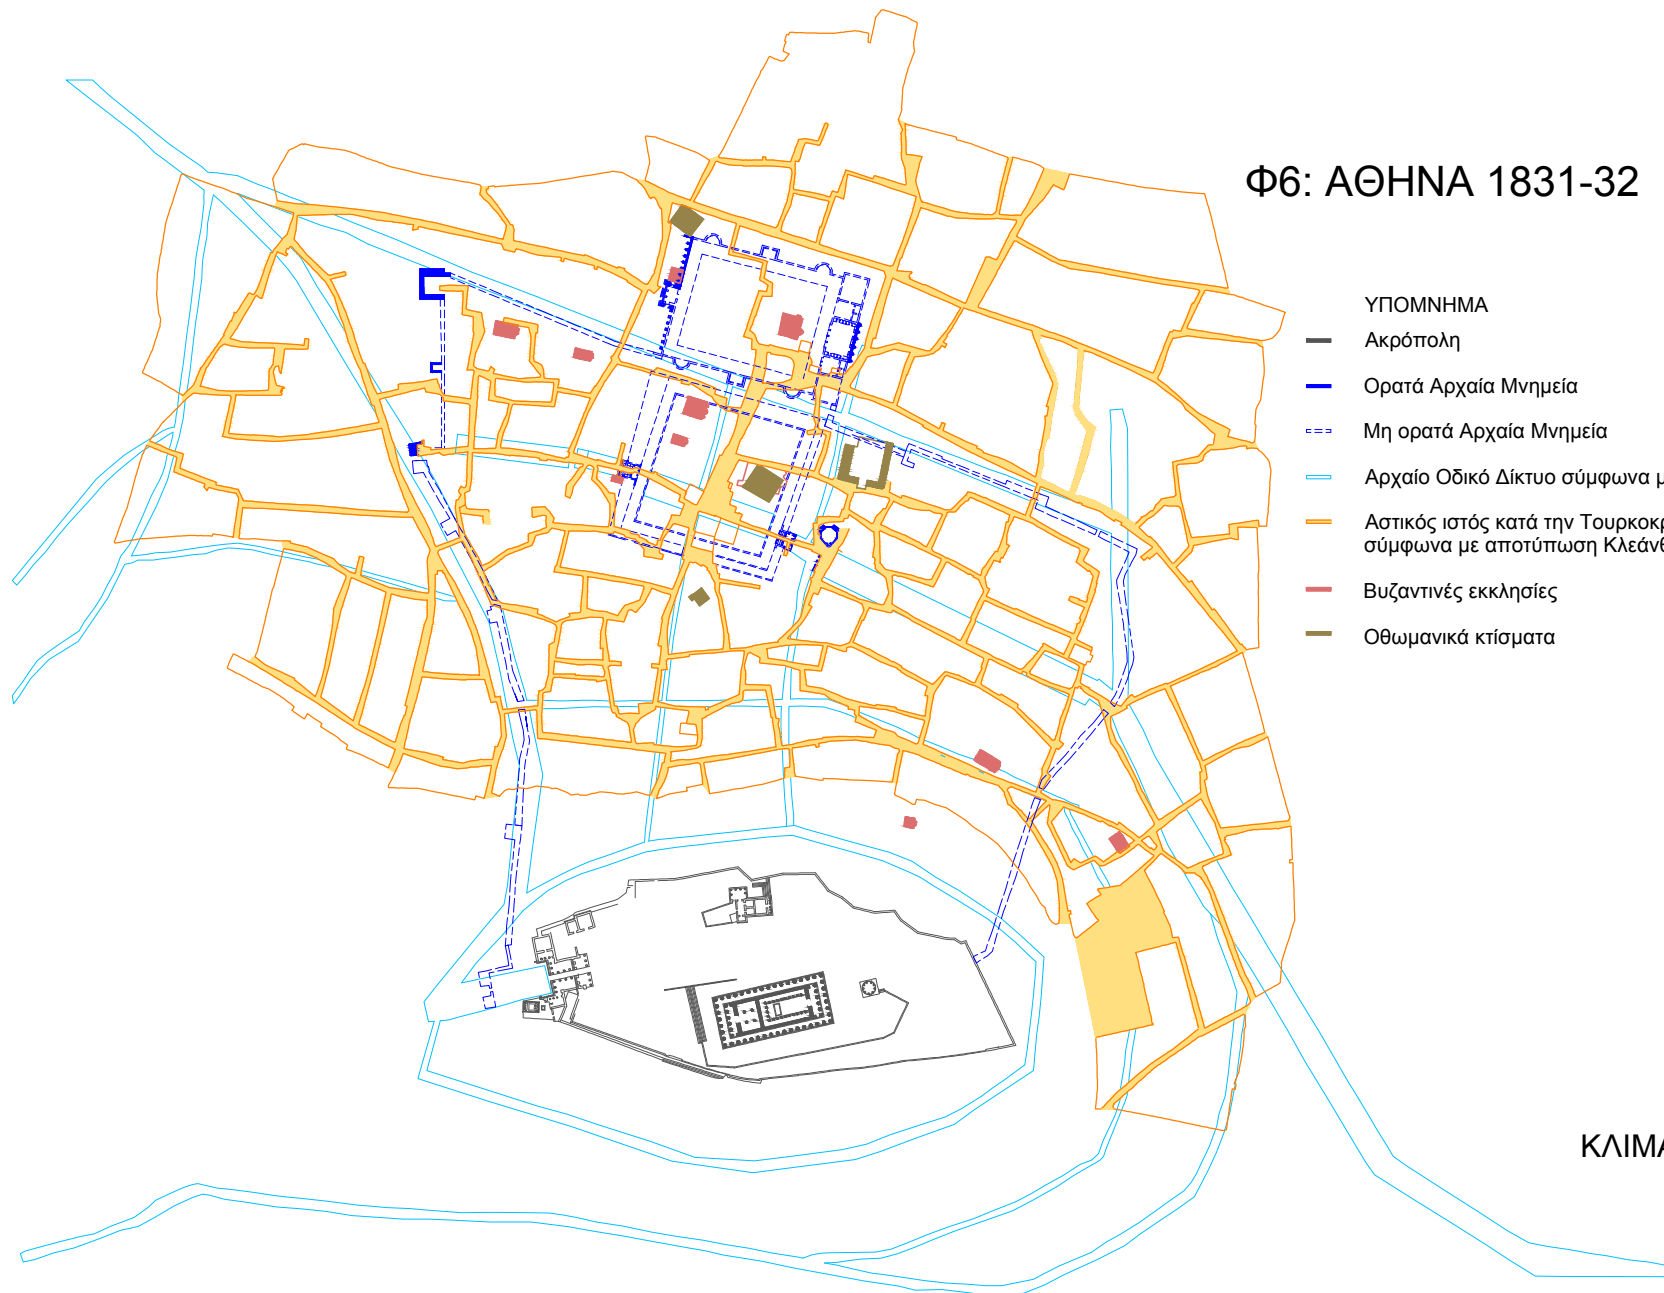 Φ6: ΑΘΗΝΑ 1831-32
ΥΠΟΜΝΗΜΑ
Ακρόπολη
Ορατά Αρχαία Μνημεία
Μη ορατά Αρχαία Μνημεία
Αρχαίο Οδικό Δίκτυο σύμφωνα
Αστικός ιστός κατά την
σύμφωνα με αποτύπωση
Βυζαντινές εκκλησίες
Οθωμανικά κτίσματα